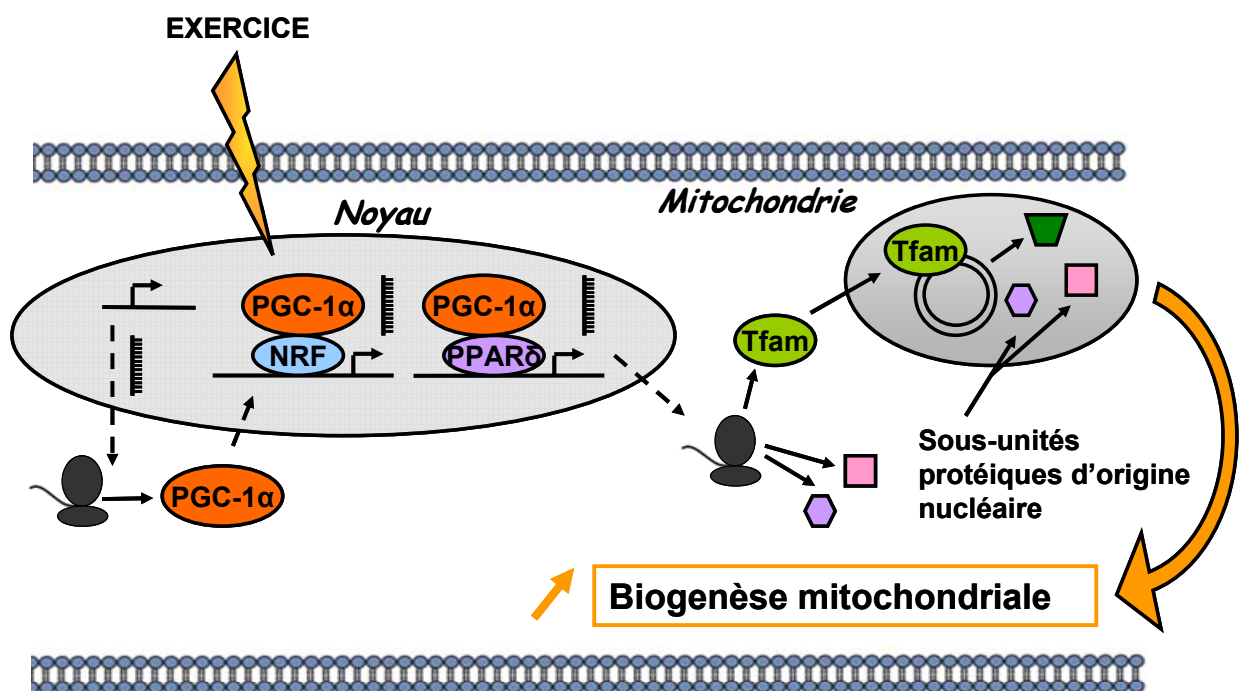 EXERCICE
Noyau
Mitochondrie
Tfam
PGC-1α
PGC-1α
NRF
PPARδ
Tfam
PGC-1α
Sous-unités
protéiques d'origine
nucléaire
Biogenèse mitochondriale